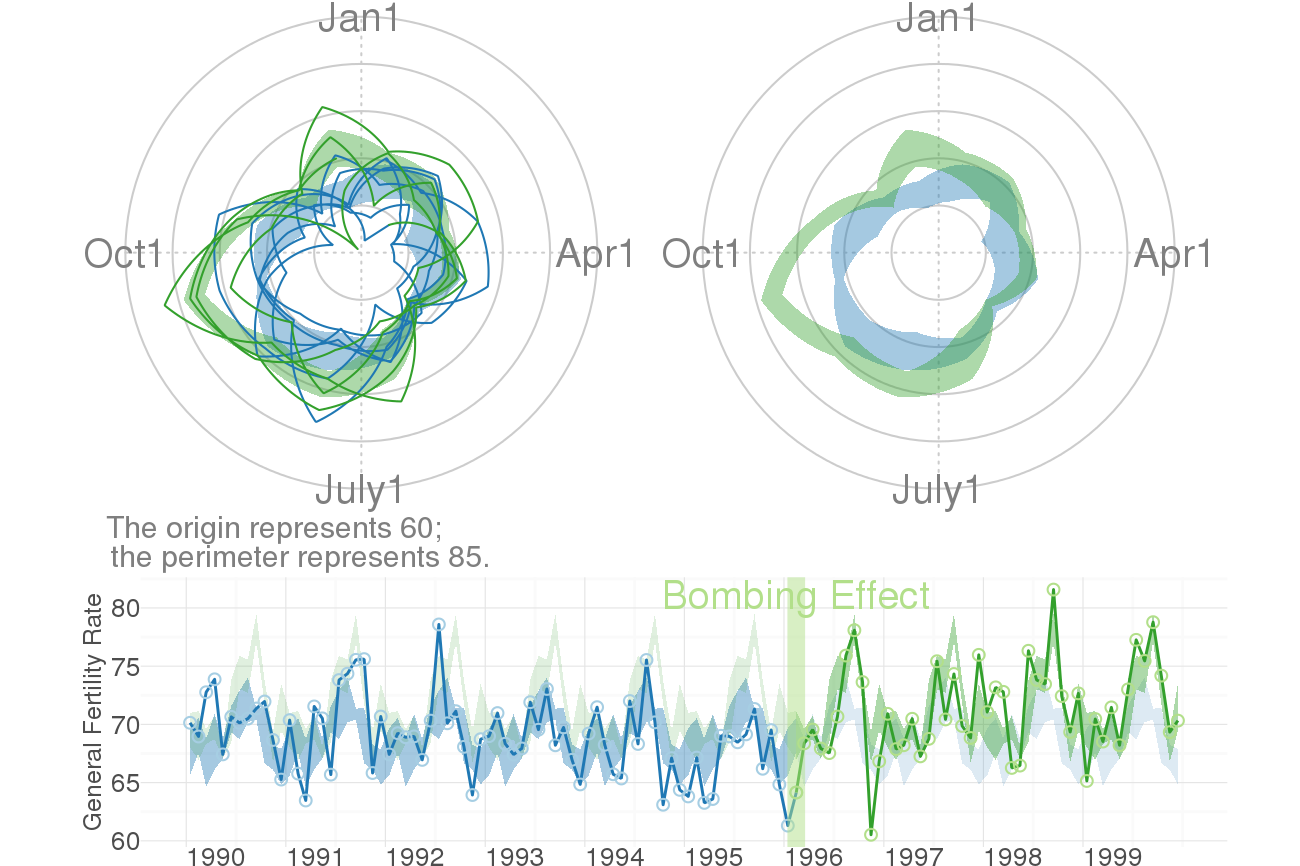 Jan1
Jan1
Oct1
Apr1
Oct1
Apr1
July1
July1
The origin represents 60;
the perimeter represents 85.
Bombing Effect
General Fertility Rate
80
75
70
65
60
1990 1991 1992 1993 1994 1995 1996 1997 1998 1999